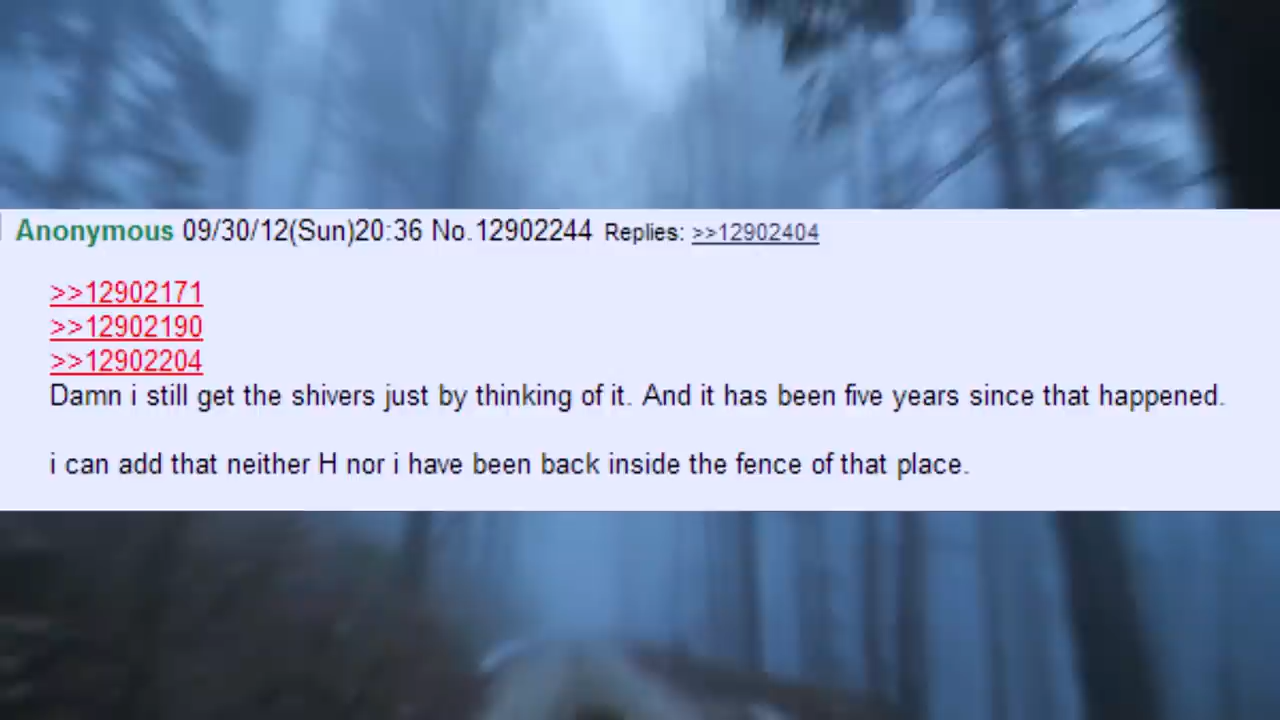 Anonymous 09/30/12(Sun)20:36 No.12902244 Replies: >>12902404
>>12902171
>>12902190
>>12902204
Damn i still get the shivers just by thinking of it. And it has been five years since that happened.
i can add that neither H nor i have been back inside the fence of that place.